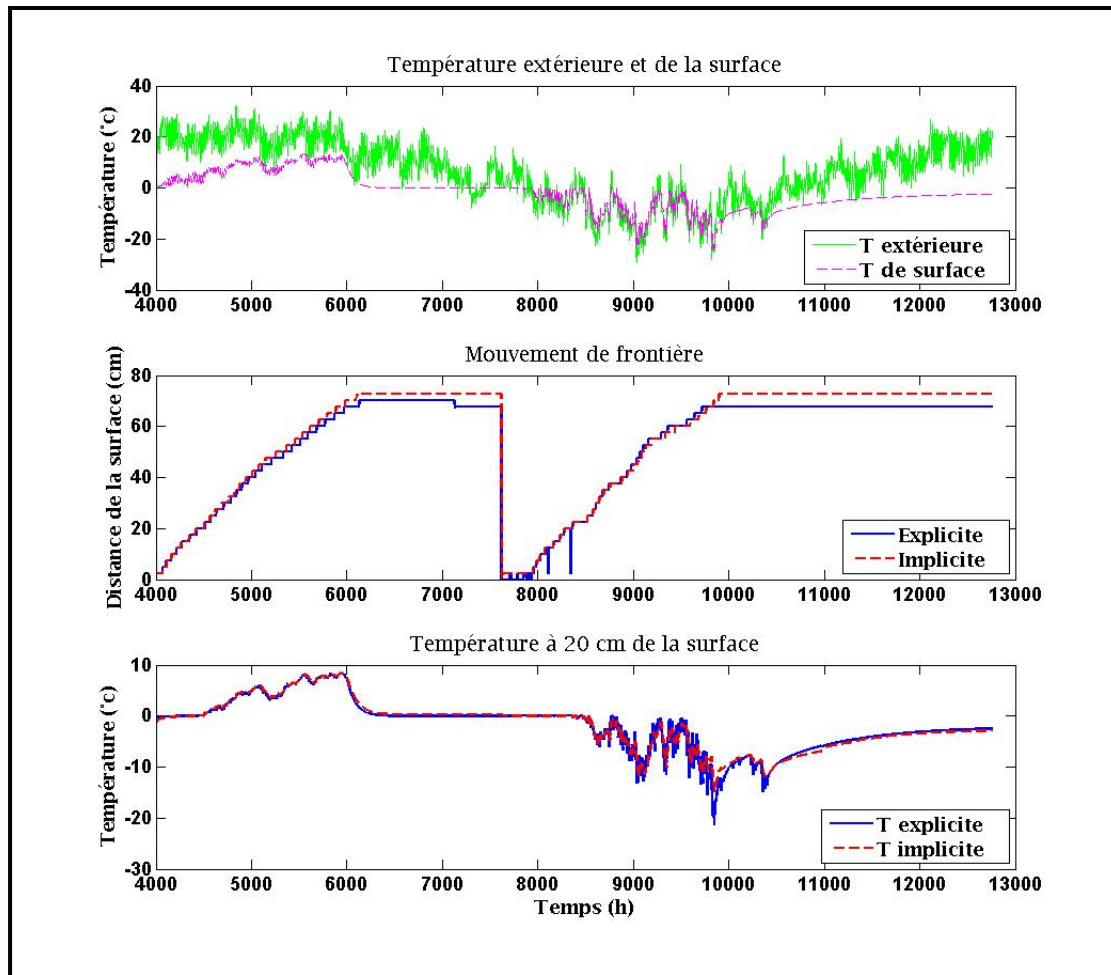 Température extérieure et de la surface
Température (°c)
40
20
0
-20
-40
T extérieure
T de surface
4000 5000 6000 7000 8000 9000 10000 11000 12000 13000
Mouvement de frontière
Distance de la surface (cm)
80
60
40
20
0
Explicite
Implicite
4000 5000 6000 7000 8000 9000 10000 11000 12000 13000
Température à 20 cm de la surface
Température (°c)
10
0
-10
-20
-30
T explicite
T implicite
4000 5000 6000 7000 8000 9000 10000 11000 12000 13000
Temps (h)